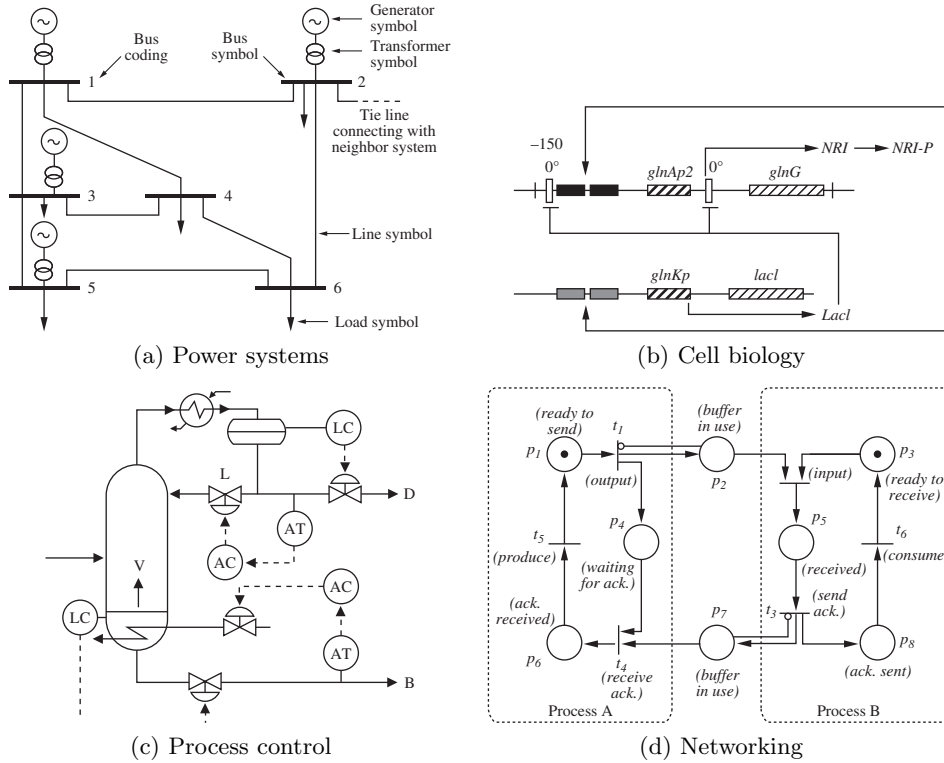 Generator
symbol
Bus
coding
Bus
symbol
Transformer
symbol
1
2
Tie line
connecting with
neighbor system
3
4
Line symbol
5
6
Load symbol
(a) Power systems
–150
0°
glnAp2
0°
NRI
NRI-P
glnG
glnKp
lacI
LacI
(b) Cell biology
LC
L
D
AT
AC
V
AC
LC
AT
B
(c) Process control
(ready to
send)
t1
(buffer
in use)
p1
p2
p3
(output)
(input)
(ready to
receive)
p4
p5
t5
(produce)
t6
(consume)
(waiting
for ack.)
(received)
(ack.
received)
p7
t3
(send
ack.)
p6
t4
p8
(receive
ack.)
(buffer
in use)
(ack. sent)
Process A
Process B
(d) Networking